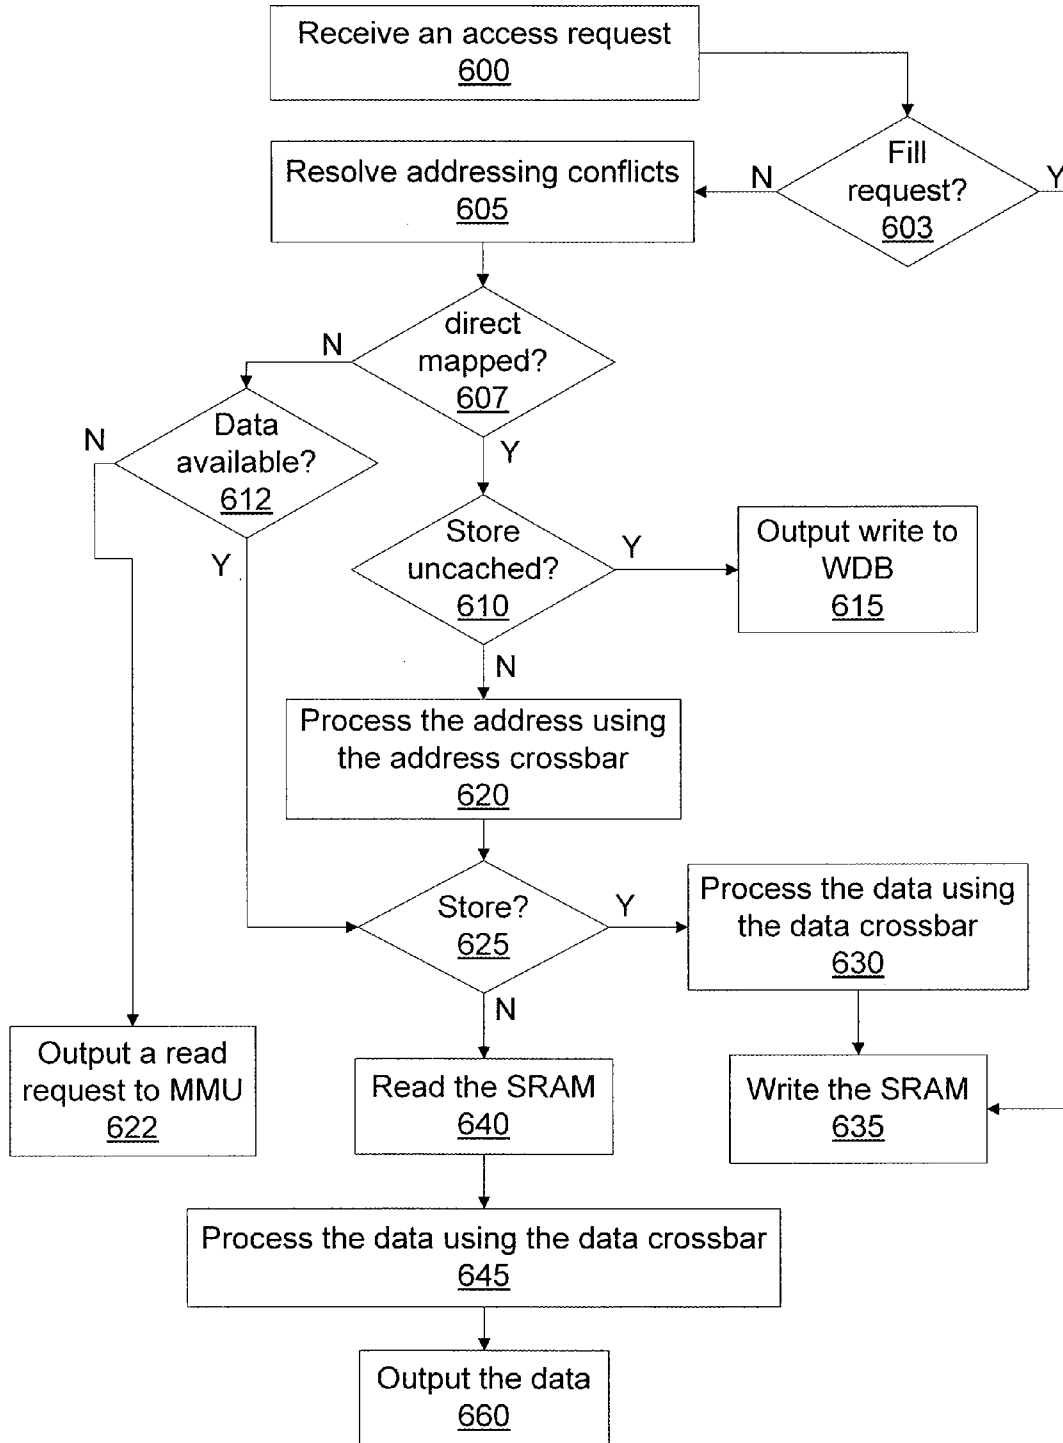 Receive an access request
600
Fill
request?
603
N
Y
Resolve addressing conflicts
605
direct
mapped?
607
N
Y
Data
available?
612
N
Y
Store
uncached?
610
Y
N
Output write to
WDB
615
Process the address using
the address crossbar
620
Store?
625
Y
N
Process the data using
the data crossbar
630
Output a read
request to MMU
622
Read the SRAM
640
Write the SRAM
635
Process the data using the data crossbar
645
Output the data
660